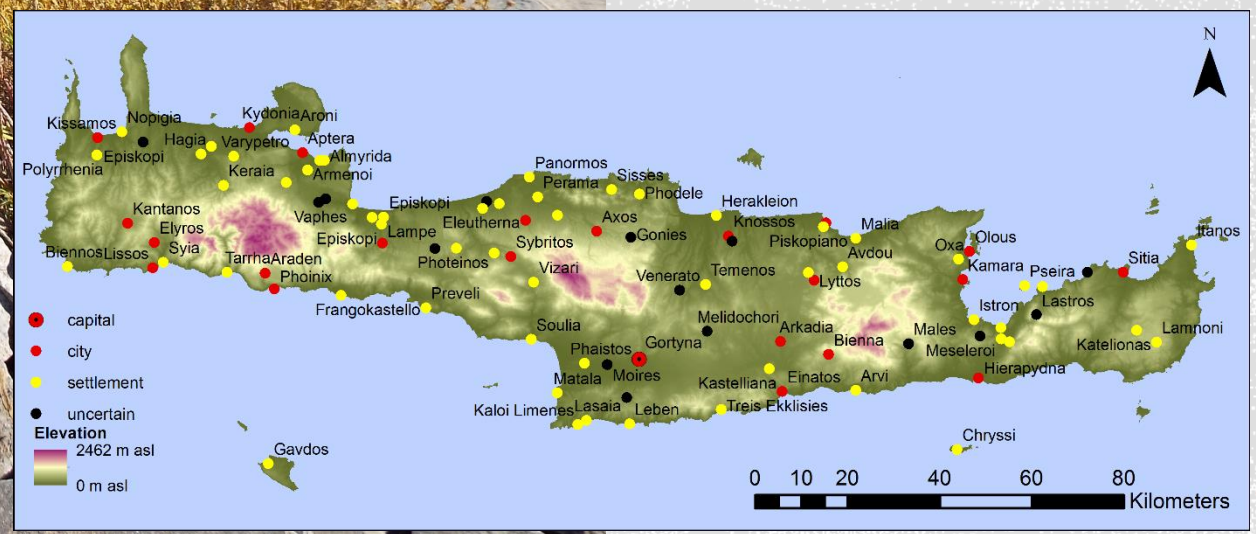 N
Kissamos
Nopigia
Kydonia
Aroni
Hagia
Varypetro
Aptera
Almyrida
Episkopi
Polyrrhenia
Keraia
Armenoi
Panormos
Perama
Sisses
Phodele
Herakleion
Kantanos
Vaphes
Episkopi
Eleutherna
Axos
Knossos
Malia
Olous
Itanos
Elyros
Episkopi
Lampe
Gonies
Piskopiano
Oxa
Syia
Sybritos
Avdou
Kamara
Pseira
Sitia
Biennos
Lissos
Tarrha
Araden
Photeinos
Vizari
Venerato
Temenos
Lyttos
Lastros
Phoinix
Preveli
Istron
Frangokastello
Melidochori
Soulia
Gortyna
Arkadia
Bienna
Males
Lamnoni
Phaistos
Meseleroi
Katelionas
Moires
Hierapydna
Matala
Kastelliana
Einatos
Arvi
Kaloi Limenes
Lasaia
Leben
Treis Ekklisies
Chryssi
Gavdos
capital
city
settlement
uncertain
Elevation
2462 m asl
0 m asl
0 10 20 40 60 80
Kilometers